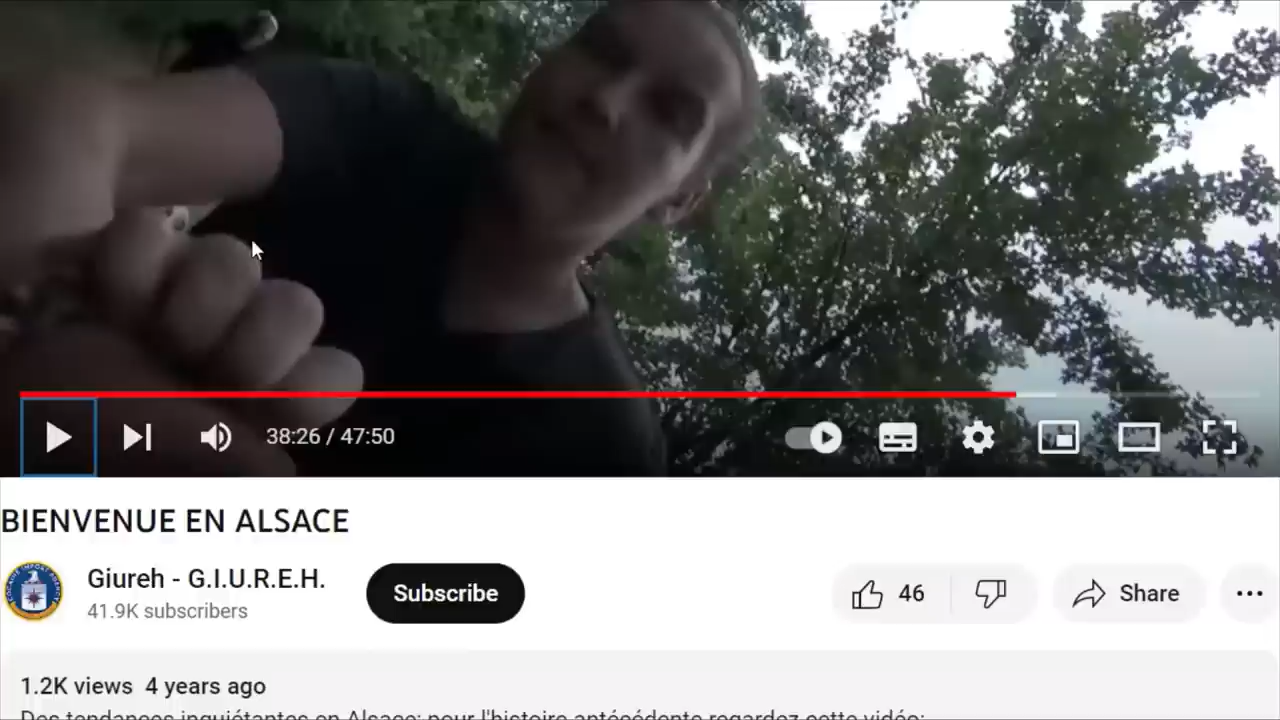 38:26 / 47:50
BIENVENUE EN ALSACE
Giureh - G.I.U.R.E.H.
41.9K subscribers
Subscribe
46
Share
1.2K views 4 years ago
Des tendances inquiétantes en Alsace: pour l'histoire antécédente regardez cette vidéo: